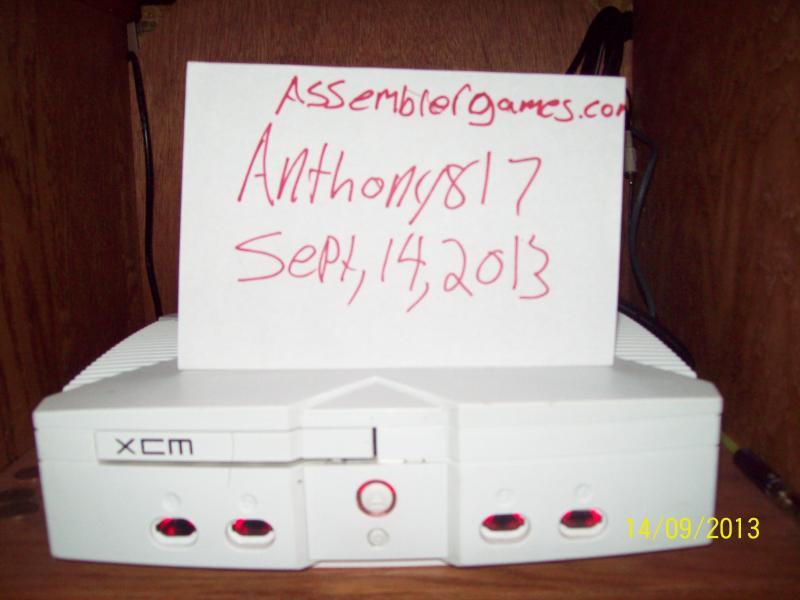 Assemblergames.com
Anthony817
Sept, 14, 2013
XCM
14/09/2013